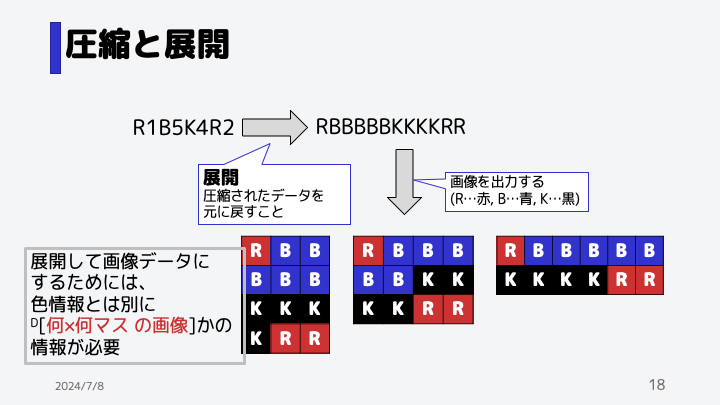 圧縮と展開
R1B5K4R2
RBBBBBKKKKRR
展開
圧縮されたデータを
元に戻すこと
画像を出力する
(R…赤, B…青, K…黒)
展開して画像データに
するためには、
色情報とは別に
D[何×何マス の画像]かの
情報が必要
R B B
B B B
K K K
K R R
R B B B
B B K K
K K R R
R B B B B B
K K K K R R
2024/7/8
18